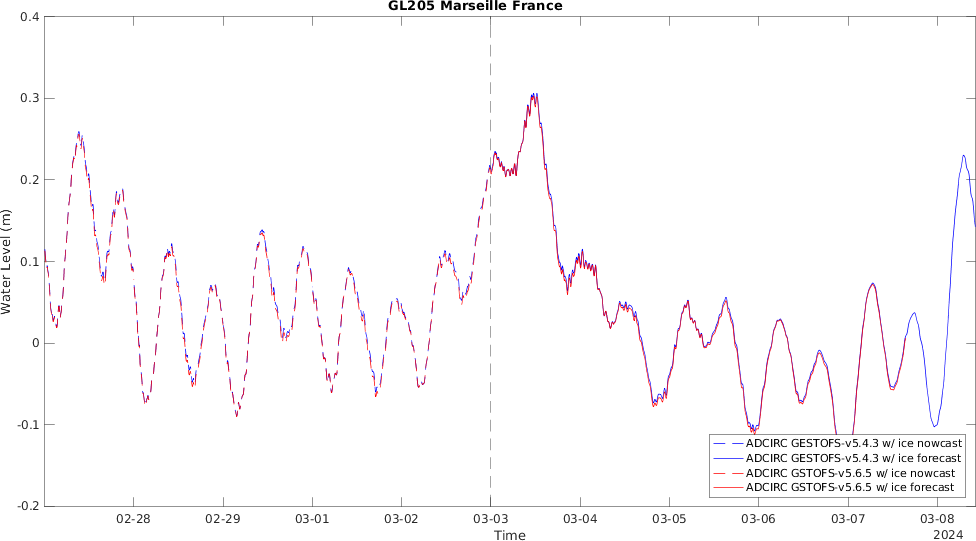 GL205 Marseille France
0.4
0.3
0.2
0.1
0
-0.1
-0.2
Water Level (m)
ADCIRC GESTOFS-v5.4.3 w/ ice nowcast
ADCIRC GESTOFS-v5.4.3 w/ ice forecast
ADCIRC GSTOFS-v5.6.5 w/ ice nowcast
ADCIRC GSTOFS-v5.6.5 w/ ice forecast
02-28 02-29 03-01 03-02 03-03 03-04 03-05 03-06 03-07 03-08
Time
2024